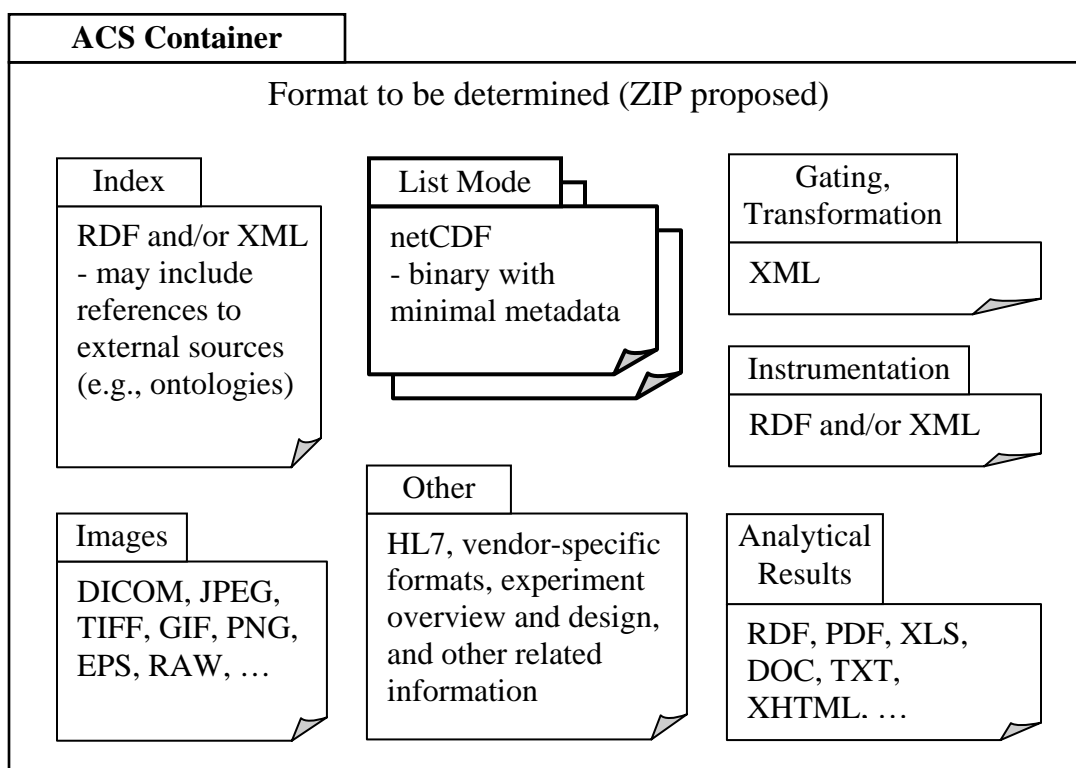 ACS Container
Format to be determined (ZIP proposed)
Index
RDF and/or XML
- may include
references to
external sources
(e.g., ontologies)
List Mode
netCDF
- binary with
minimal metadata
Gating,
Transformation
XML
Instrumentation
RDF and/or XML
Images
DICOM, JPEG,
TIFF, GIF, PNG,
EPS, RAW, …
Other
HL7, vendor-specific
formats, experiment
overview and design,
and other related
information
Analytical
Results
RDF, PDF, XLS,
DOC, TXT,
XHTML, …